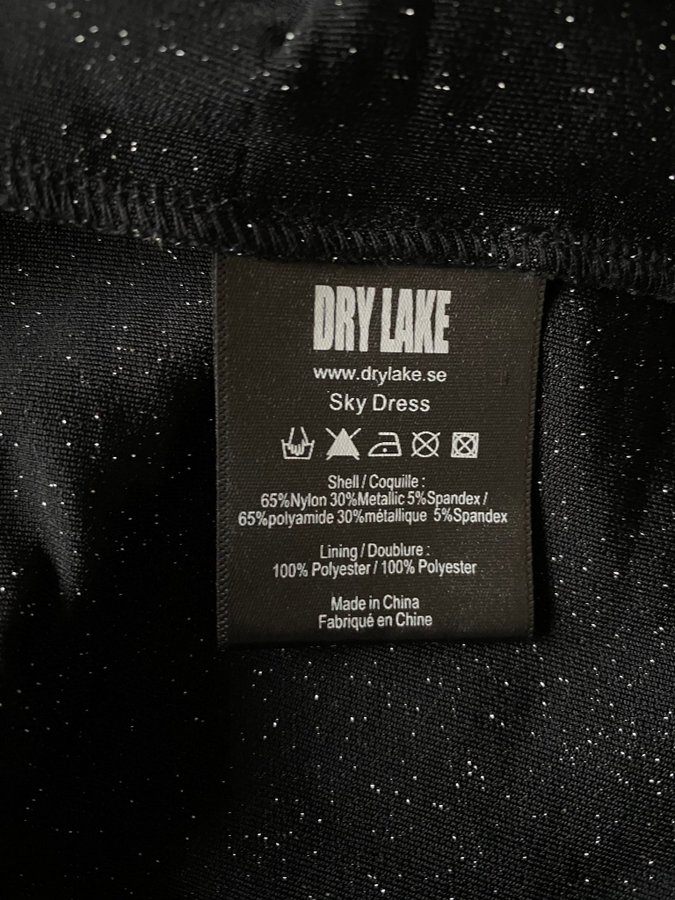 DRY LAKE
www.drylake.se
Sky Dress
Shell / Coquille :
65%Nylon 30%Metallic 5%Spandex /
65%polyamide 30%métallique 5%Spandex
Lining / Doublure :
100% Polyester / 100% Polyester
Made in China
Fabriqué en Chine